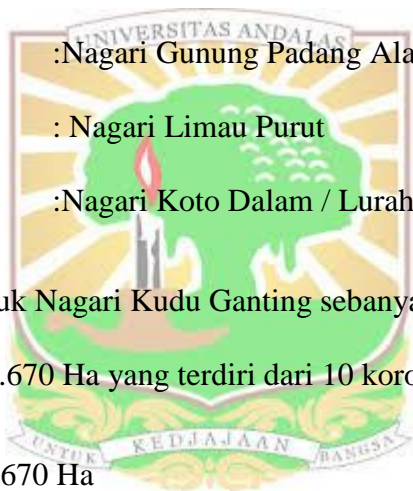 UNIVERSITAS ANDALAS
:Nagari Gunung Padang Ala
: Nagari Limau Purut
:Nagari Koto Dalam / Lurah
uk Nagari Kudu Ganting sebanya
.670 Ha yang terdiri dari 10 koro
UNTUK KEDJAJAAN BANGSA
670 Ha